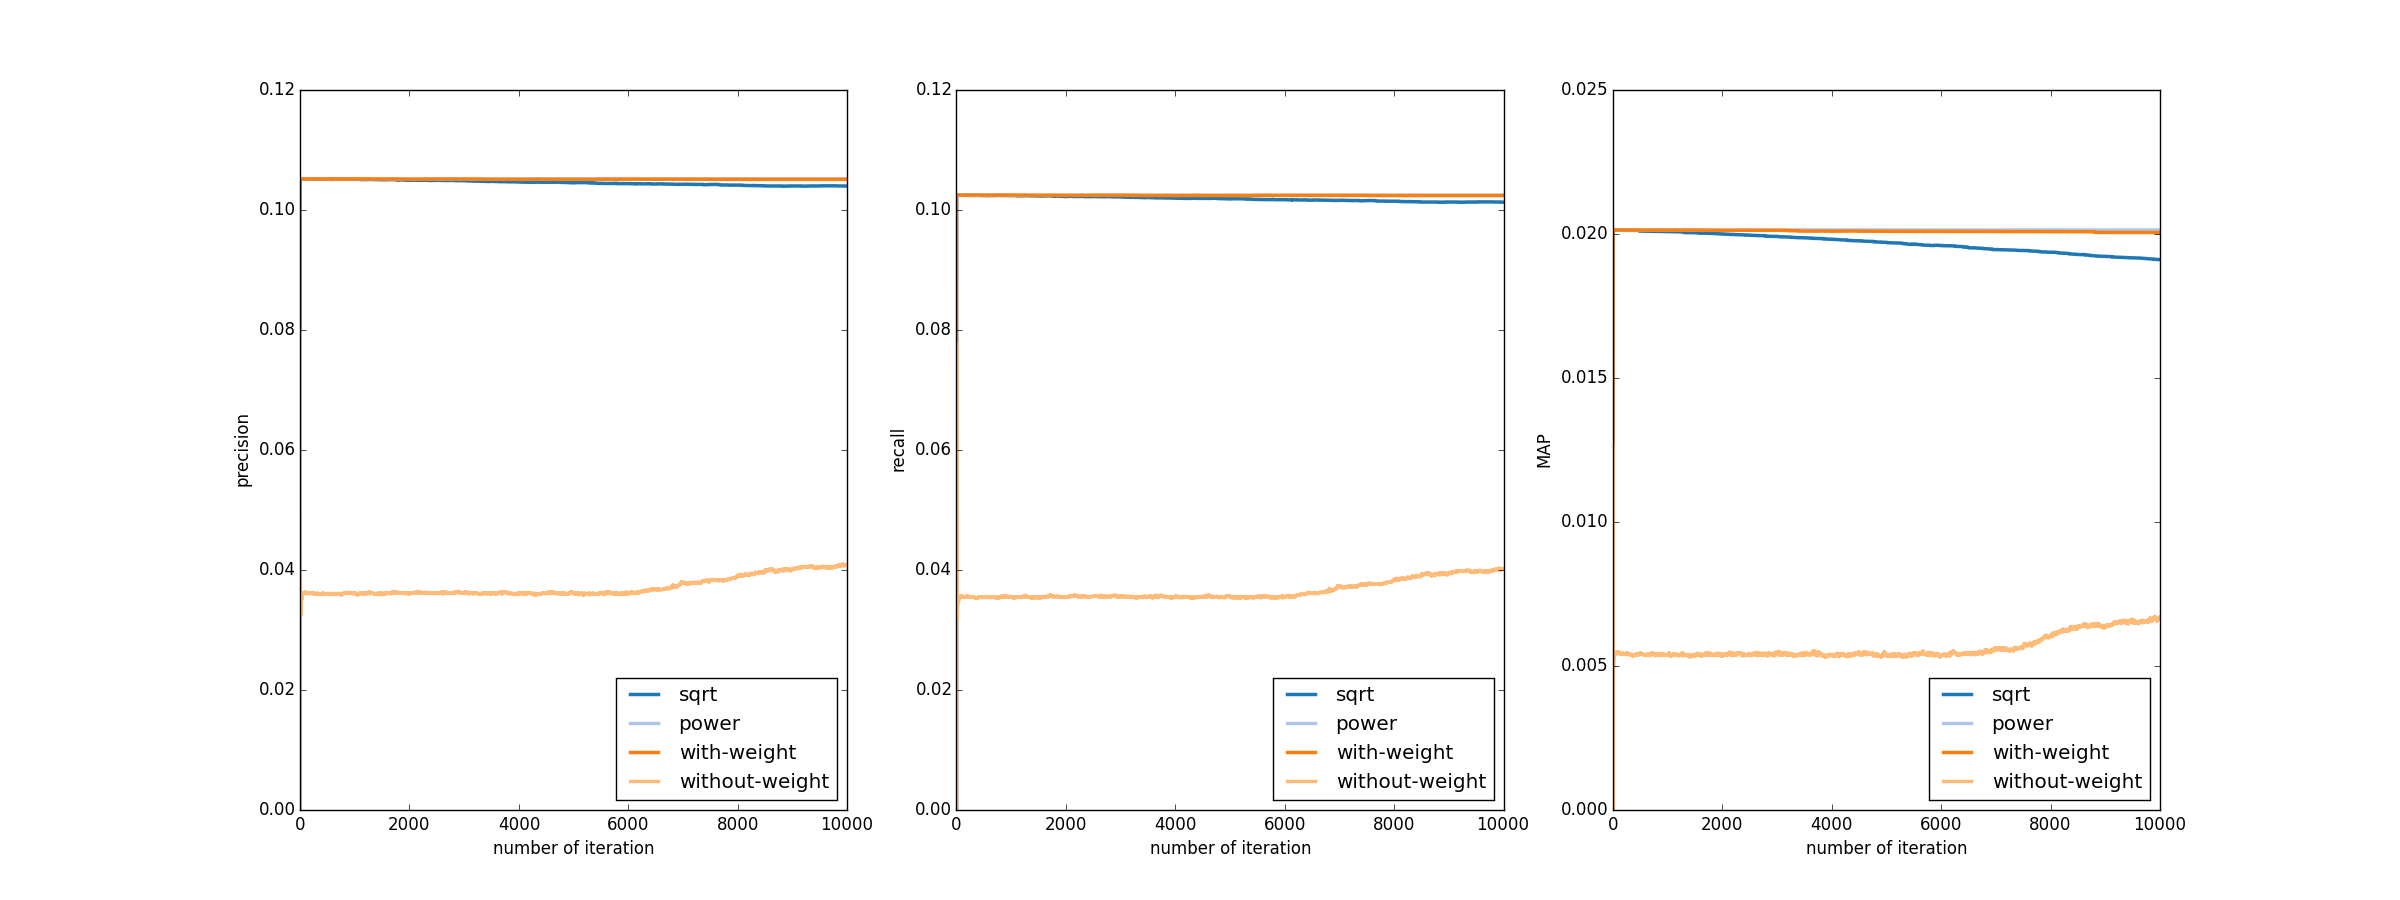 0.12
0.10
0.08
0.06
0.04
0.02
0.00
precision
0 2000 4000 6000 8000 10000
number of iteration
sqrt
power
with-weight
without-weight
0.12
0.10
0.08
0.06
0.04
0.02
0.00
recall
0 2000 4000 6000 8000 10000
number of iteration
sqrt
power
with-weight
without-weight
0.025
0.020
0.015
0.010
0.005
0.000
MAP
0 2000 4000 6000 8000 10000
number of iteration
sqrt
power
with-weight
without-weight